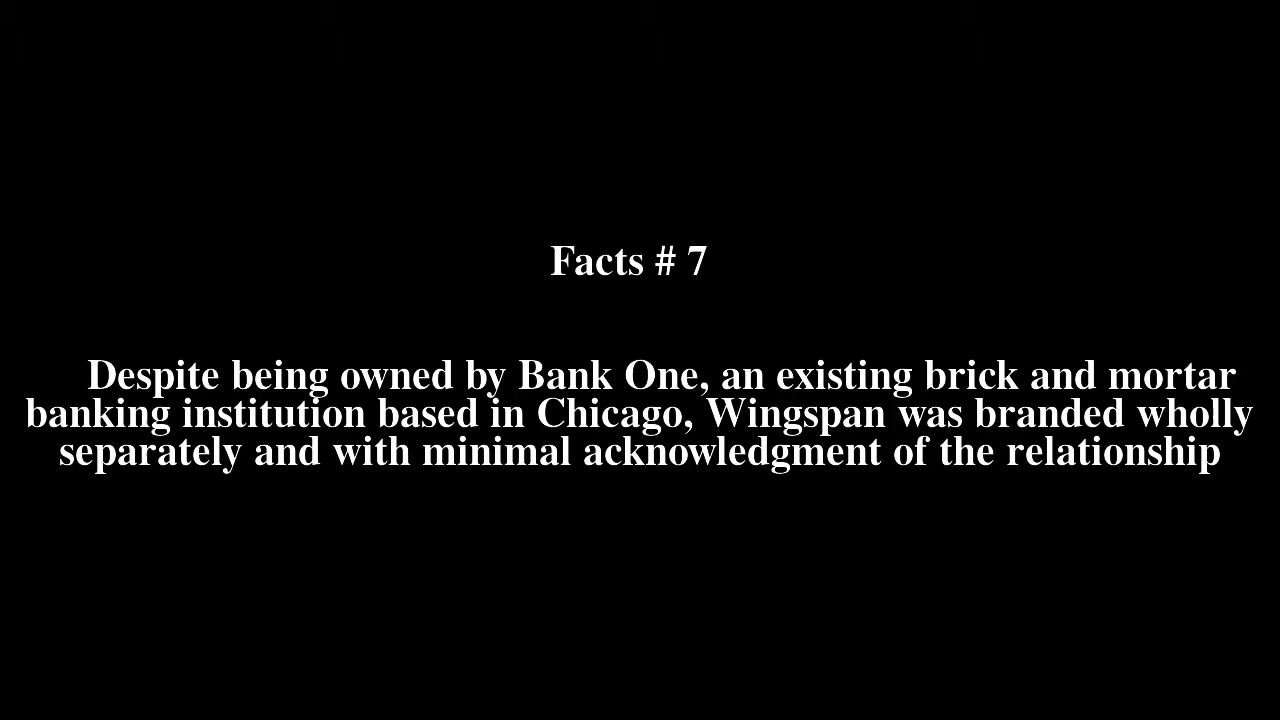 Facts # 7
Despite being owned by Bank One, an existing brick and mortar
banking institution based in Chicago, Wingspan was branded wholly
separately and with minimal acknowledgment of the relationship